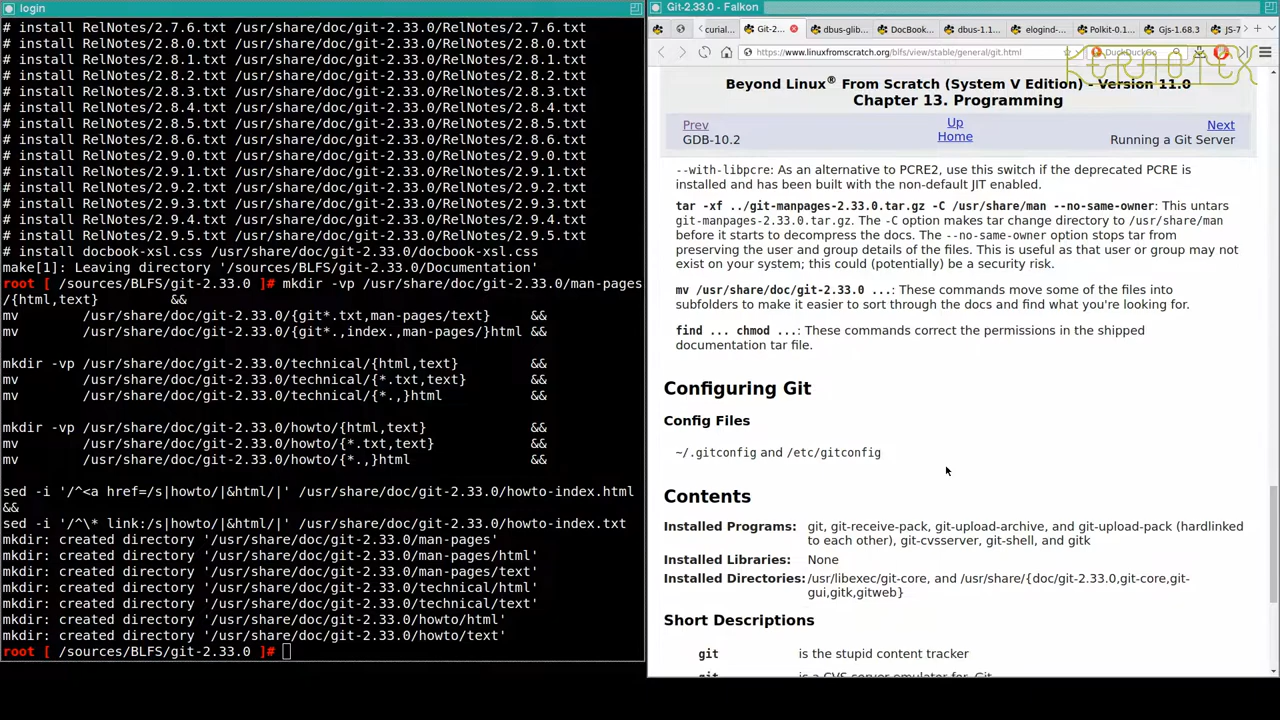 login
# install RelNotes/2.7.6.txt /usr/share/doc/git-2.33.0/RelNotes/2.7.6.txt
# install RelNotes/2.8.0.txt /usr/share/doc/git-2.33.0/RelNotes/2.8.0.txt
# install RelNotes/2.8.1.txt /usr/share/doc/git-2.33.0/RelNotes/2.8.1.txt
# install RelNotes/2.8.2.txt /usr/share/doc/git-2.33.0/RelNotes/2.8.2.txt
# install RelNotes/2.8.3.txt /usr/share/doc/git-2.33.0/RelNotes/2.8.3.txt
# install RelNotes/2.8.4.txt /usr/share/doc/git-2.33.0/RelNotes/2.8.4.txt
# install RelNotes/2.8.5.txt /usr/share/doc/git-2.33.0/RelNotes/2.8.5.txt
# install RelNotes/2.8.6.txt /usr/share/doc/git-2.33.0/RelNotes/2.8.6.txt
# install RelNotes/2.9.0.txt /usr/share/doc/git-2.33.0/RelNotes/2.9.0.txt
# install RelNotes/2.9.1.txt /usr/share/doc/git-2.33.0/RelNotes/2.9.1.txt
# install RelNotes/2.9.2.txt /usr/share/doc/git-2.33.0/RelNotes/2.9.2.txt
# install RelNotes/2.9.3.txt /usr/share/doc/git-2.33.0/RelNotes/2.9.3.txt
# install RelNotes/2.9.4.txt /usr/share/doc/git-2.33.0/RelNotes/2.9.4.txt
# install RelNotes/2.9.5.txt /usr/share/doc/git-2.33.0/RelNotes/2.9.5.txt
# install docbook-xsl.css /usr/share/doc/git-2.33.0/docbook-xsl.css
make[1]: Leaving directory '/sources/BLFS/git-2.33.0/Documentation'
root [ /sources/BLFS/git-2.33.0 ]# mkdir -vp /usr/share/doc/git-2.33.0/man-pages
/{html,text}         &&
mv        /usr/share/doc/git-2.33.0/{git*.txt,man-pages/text}     &&
mv        /usr/share/doc/git-2.33.0/{git*.,index.,man-pages/}html &&
mkdir -vp /usr/share/doc/git-2.33.0/technical/{html,text}         &&
mv        /usr/share/doc/git-2.33.0/technical/{*.txt,text}        &&
mv        /usr/share/doc/git-2.33.0/technical/{*.,}html           &&
mkdir -vp /usr/share/doc/git-2.33.0/howto/{html,text}             &&
mv        /usr/share/doc/git-2.33.0/howto/{*.txt,text}            &&
mv        /usr/share/doc/git-2.33.0/howto/{*.,}html               &&
sed -i '/^<a href=/s|howto/|&html/|' /usr/share/doc/git-2.33.0/howto-index.html
&&
sed -i '/^\* link:/s|howto/|&html/|' /usr/share/doc/git-2.33.0/howto-index.txt
mkdir: created directory '/usr/share/doc/git-2.33.0/man-pages'
mkdir: created directory '/usr/share/doc/git-2.33.0/man-pages/html'
mkdir: created directory '/usr/share/doc/git-2.33.0/man-pages/text'
mkdir: created directory '/usr/share/doc/git-2.33.0/technical/html'
mkdir: created directory '/usr/share/doc/git-2.33.0/technical/text'
mkdir: created directory '/usr/share/doc/git-2.33.0/howto/html'
mkdir: created directory '/usr/share/doc/git-2.33.0/howto/text'
root [ /sources/BLFS/git-2.33.0 ]#
Git-2.33.0 - Falkon
curial... Git-2... dbus-glib... DocBook... dbus-1.1... elogind-... Polkit-0.1... Gjs-1.68.3 JS-7
https://www.linuxfromscratch.org/blfs/view/stable/general/git.html DuckDuckGo
KERNOTEX
Beyond Linux® From Scratch (System V Edition) - Version 11.0
Chapter 13. Programming
Prev Up Next
GDB-10.2 Home Running a Git Server
--with-libpcre: As an alternative to PCRE2, use this switch if the deprecated PCRE is
installed and has been built with the non-default JIT enabled.
tar -xf ../git-manpages-2.33.0.tar.gz -C /usr/share/man --no-same-owner: This untars
git-manpages-2.33.0.tar.gz. The -C option makes tar change directory to /usr/share/man
before it starts to decompress the docs. The --no-same-owner option stops tar from
preserving the user and group details of the files. This is useful as that user or group may not
exist on your system; this could (potentially) be a security risk.
mv /usr/share/doc/git-2.33.0 ...: These commands move some of the files into
subfolders to make it easier to sort through the docs and find what you're looking for.
find ... chmod ...: These commands correct the permissions in the shipped
documentation tar file.
Configuring Git
Config Files
~/.gitconfig and /etc/gitconfig
Contents
Installed Programs: git, git-receive-pack, git-upload-archive, and git-upload-pack (hardlinked
to each other), git-cvsserver, git-shell, and gitk
Installed Libraries: None
Installed Directories: /usr/libexec/git-core, and /usr/share/{doc/git-2.33.0,git-core,git-
gui,gitk,gitweb}
Short Descriptions
git is the stupid content tracker
git is a CVS server emulator for Git